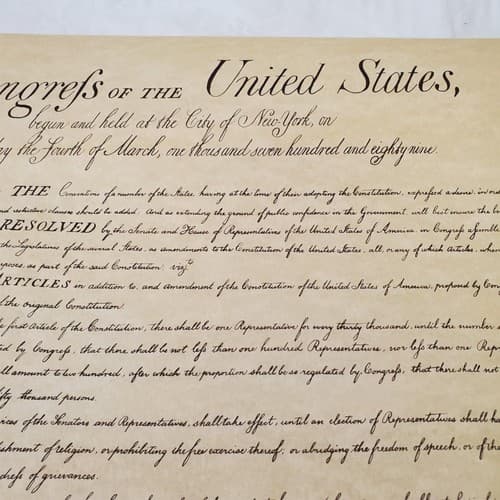 ngreſs OF THE United States,
begun and held at the City of New-York, on
the Fourth of March, one thousand seven hundred and eighty nine.
THE Conventions of a number of the States, having at the time of their adopting the Constitution, expressed a desire, in
and restrictive clauses should be added: And as extending the ground of public confidence in the Government, will best insure the
RESOLVED by the Senate and House of Representatives of the United States of America, in Congreſs aſsembled
the Legislatures of the several States, as amendments to the Constitution of the United States, all, or any of which Articles, when
poses, as part of the said Constitution; vizt.
ARTICLES in addition to, and amendment of the Constitution of the United States of America, proposed by Cong
the original Constitution.
first Article of the Constitution, there shall be one Representative for every thirty thousand, until the number
ted by Congreſs, that there shall be not leſs than one hundred Representatives, nor leſs than one Rep
ll amount to two hundred, after which the proportion shall be so regulated by Congreſs, that there shall not
fifty thousand persons.
ices of the Senators and Representatives, shall take effect, until an election of Representatives shall ha
lishment of religion, or prohibiting the free exercise thereof; or abridging the freedom of speech, or of the
dreſs of grievances.